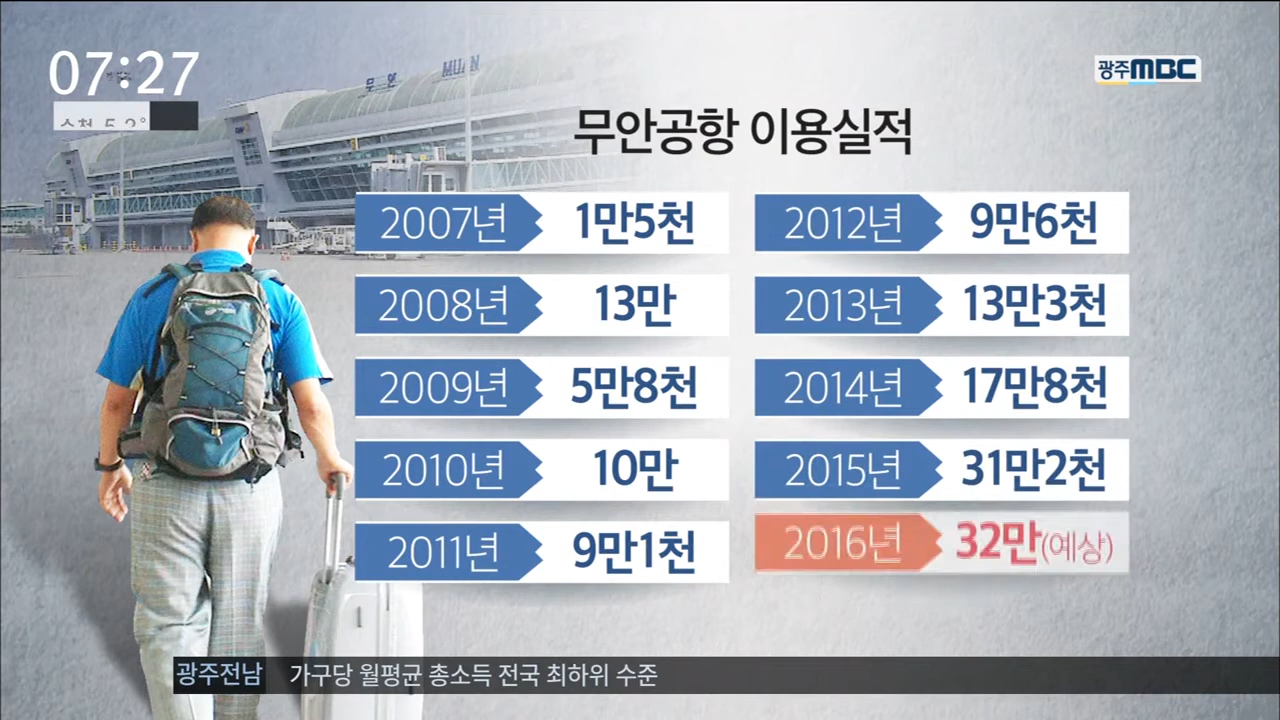 07:27
광주MBC
무안공항 이용실적
2007년 1만5천
2008년 13만
2009년 5만8천
2010년 10만
2011년 9만1천
2012년 9만6천
2013년 13만3천
2014년 17만8천
2015년 31만2천
2016년 32만(예상)
광주전남 가구당 월평균 총소득 전국 최하위 수준